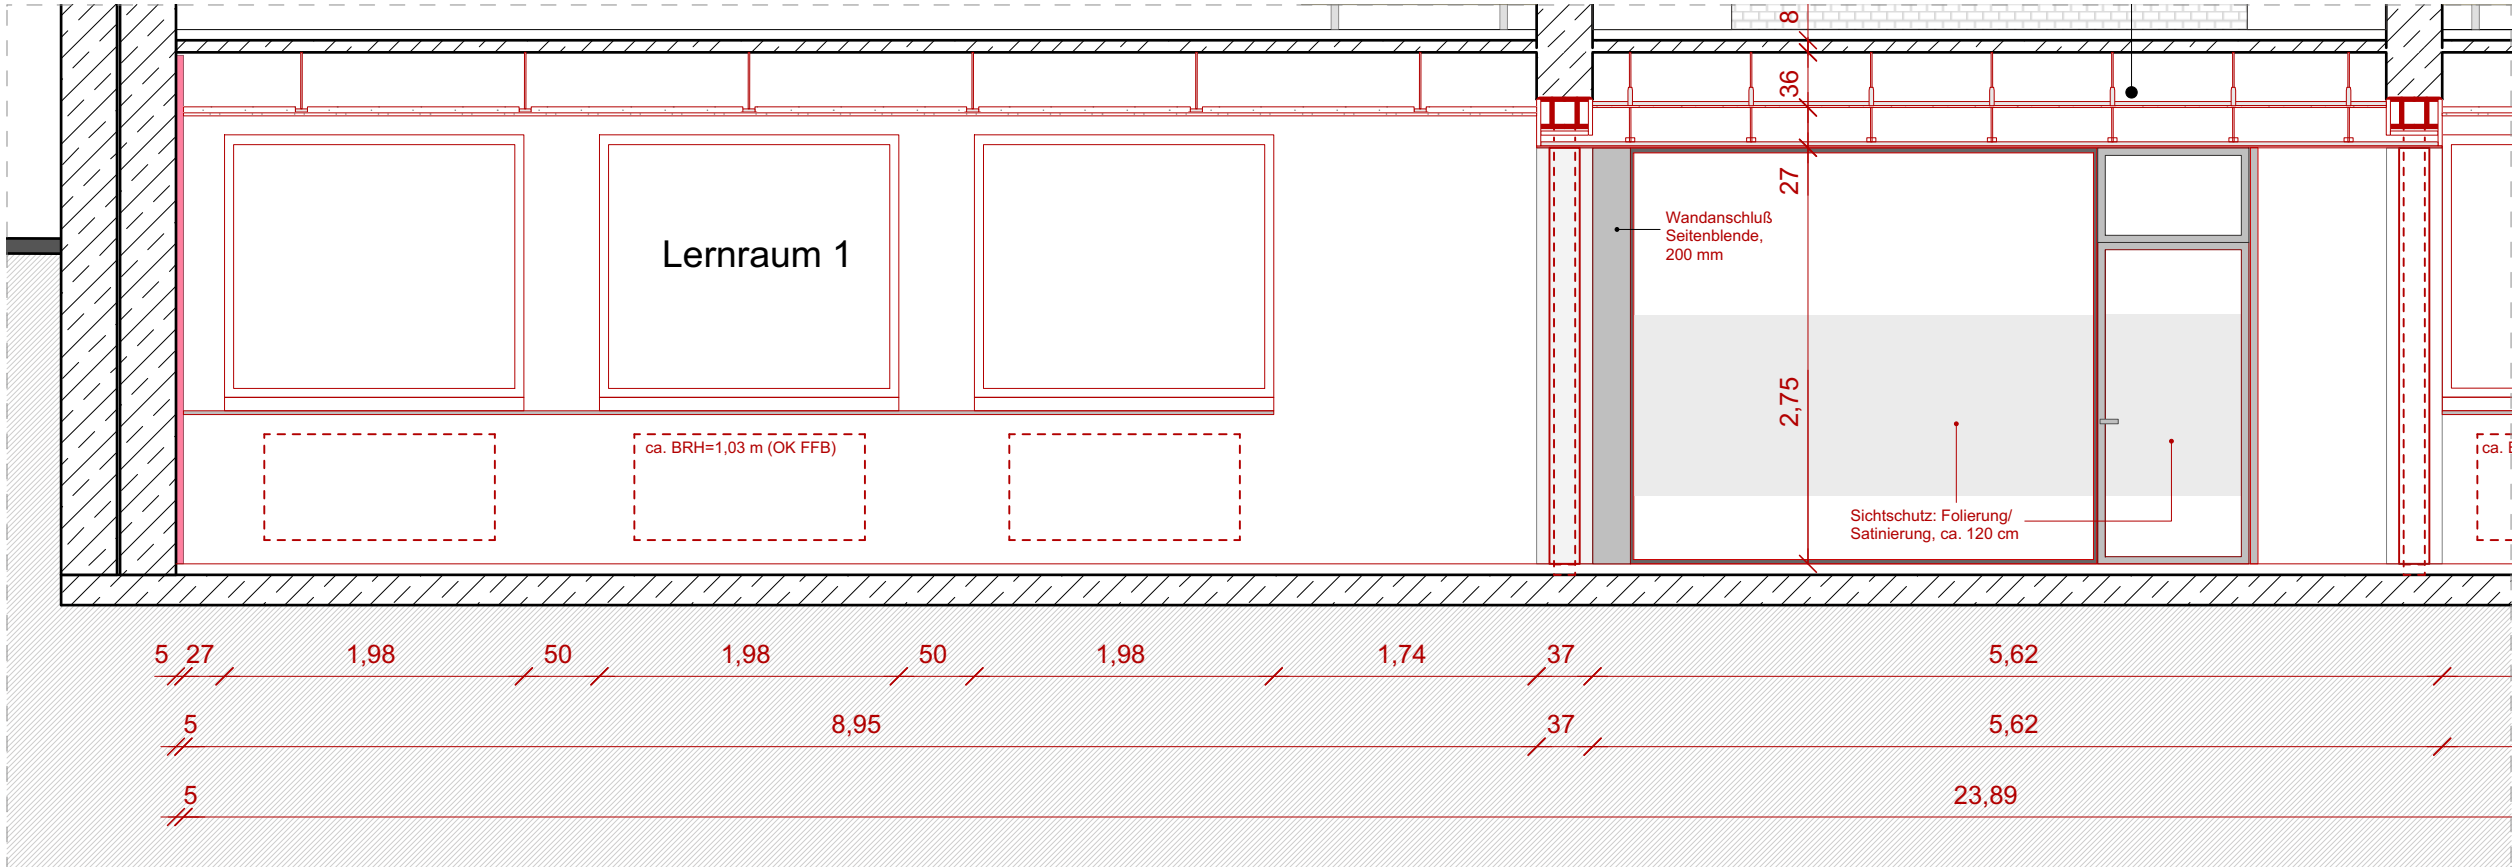 8
36
27
Wandanschluß
Seitenblende,
200 mm
Lernraum 1
2,75
ca. BRH=1,03 m (OK FFB)
ca. B
Sichtschutz: Folierung/
Satinierung, ca. 120 cm
5 27 1,98 50 1,98 50 1,98 1,74 37 5,62
5 8,95 37 5,62
5 23,89